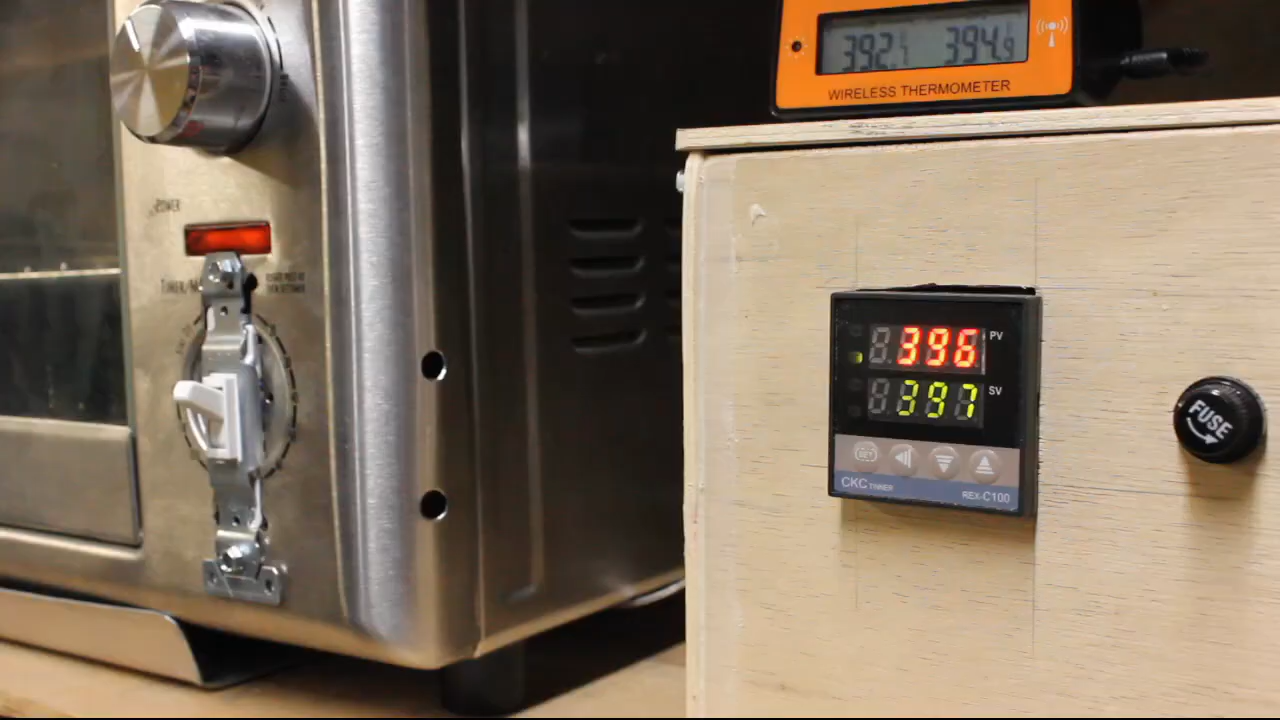 392.1 394.9
WIRELESS THERMOMETER
POWER
396 PV
397 SV
SET
CKC
REX-C100
FUSE